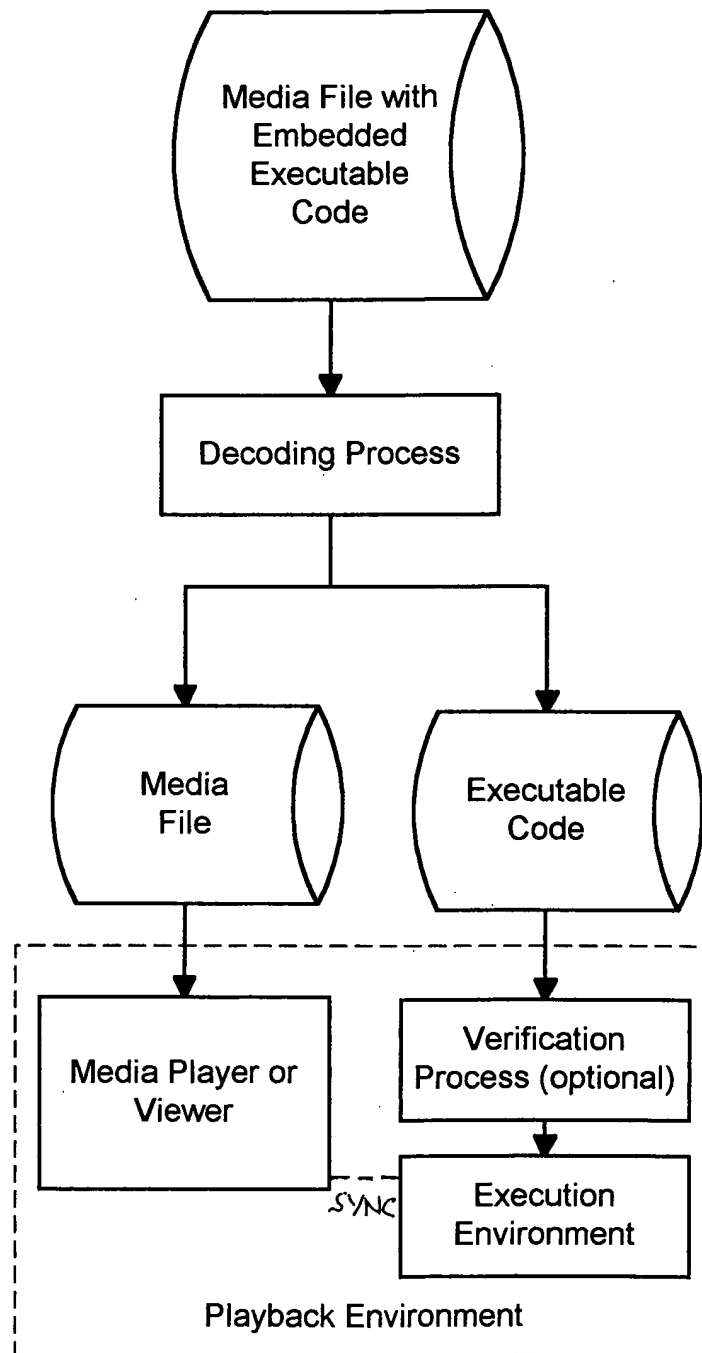 Media File with
Embedded
Executable
Code
Decoding Process
Media
File
Executable
Code
Media Player or
Viewer
Verification
Process (optional)
SYNC
Execution
Environment
Playback Environment